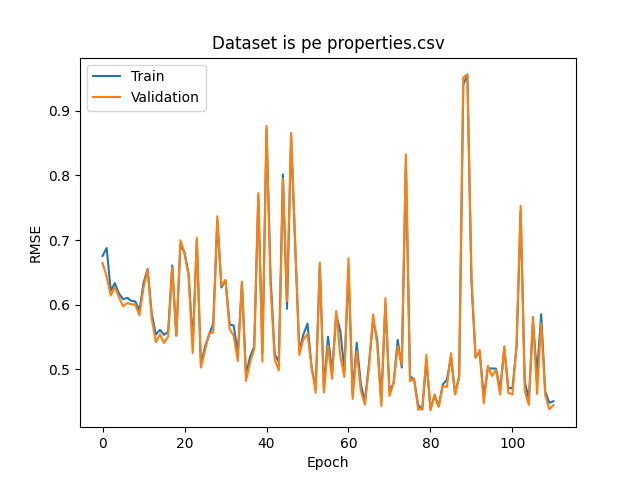 Dataset is pe properties.csv
Train
Validation
RMSE
0.9
0.8
0.7
0.6
0.5
0 20 40 60 80 100
Epoch